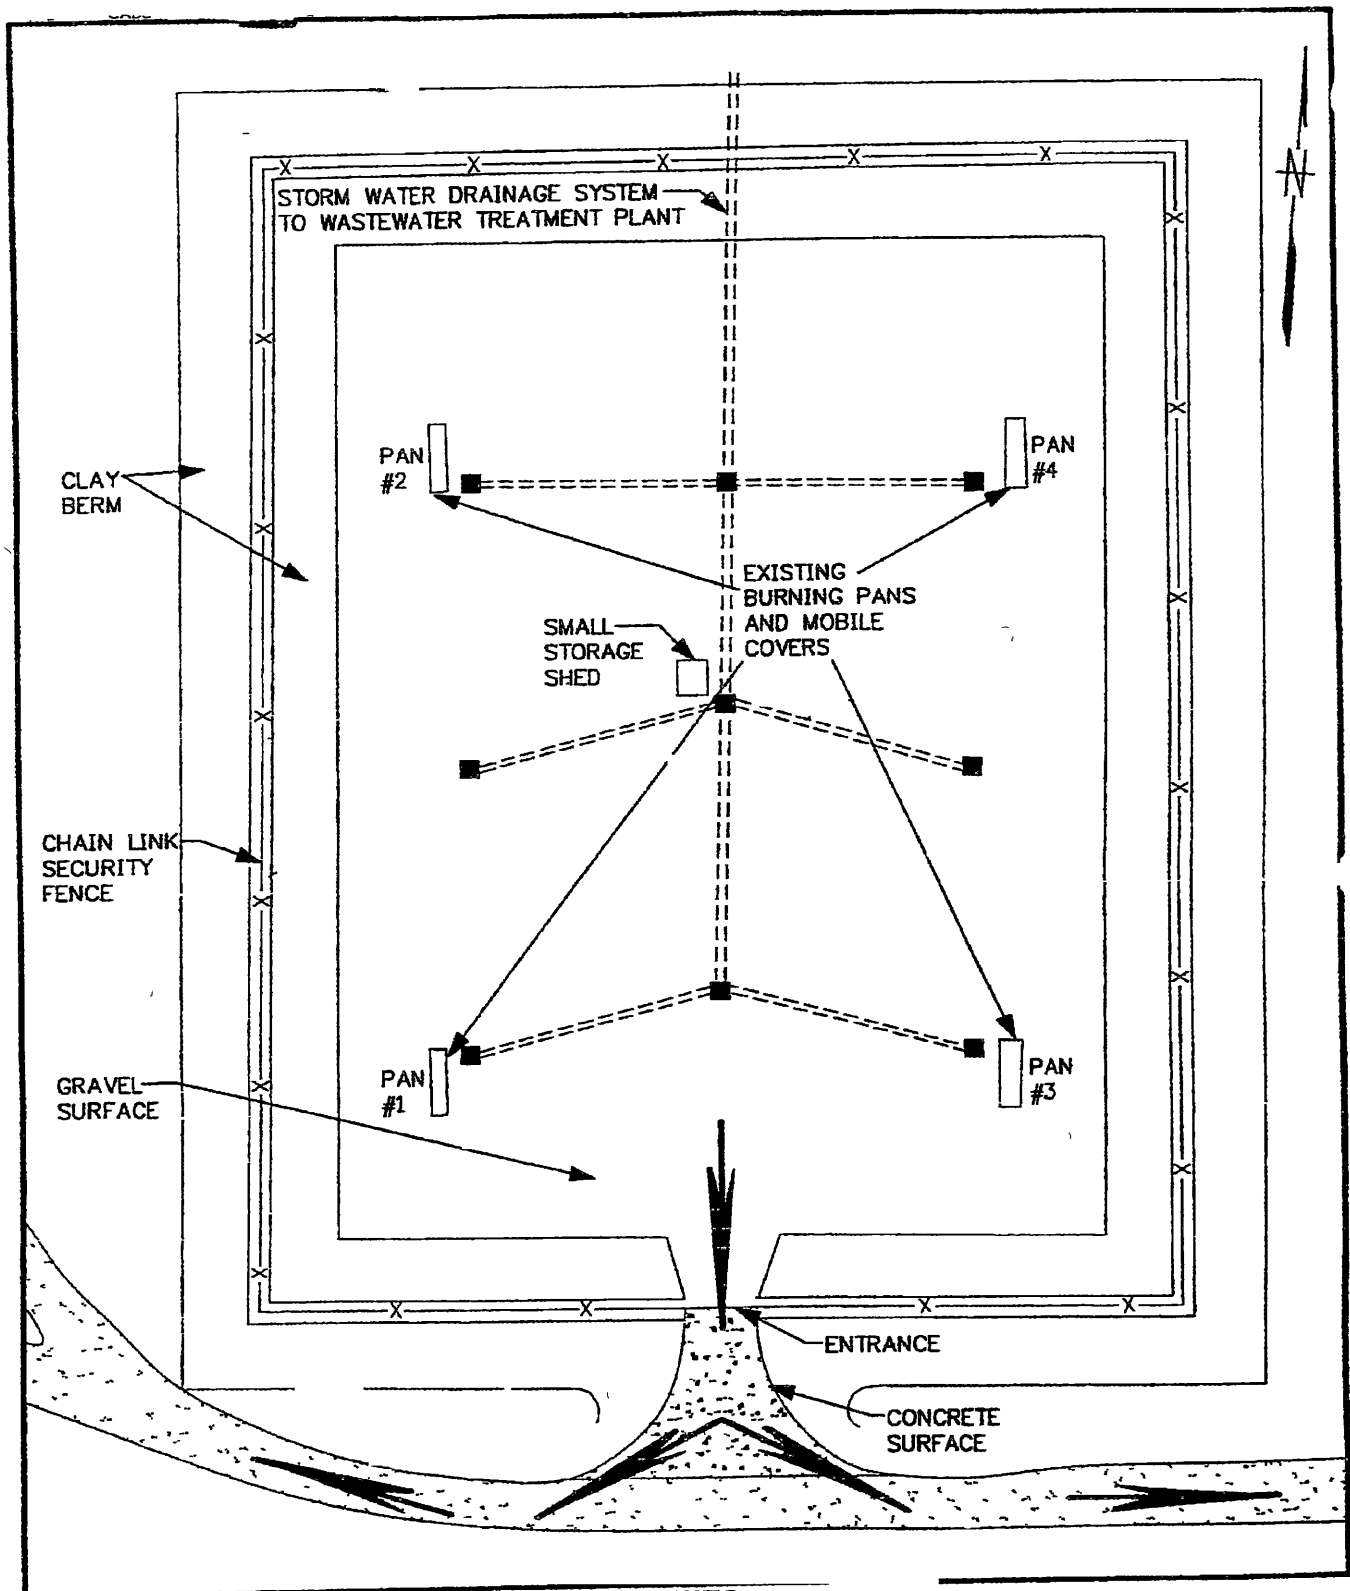 N
STORM WATER DRAINAGE SYSTEM
TO WASTEWATER TREATMENT PLANT
PAN
#2
PAN
#4
CLAY
BERM
EXISTING
BURNING PANS
AND MOBILE
COVERS
SMALL
STORAGE
SHED
CHAIN LINK
SECURITY
FENCE
PAN
#1
PAN
#3
GRAVEL
SURFACE
ENTRANCE
CONCRETE
SURFACE